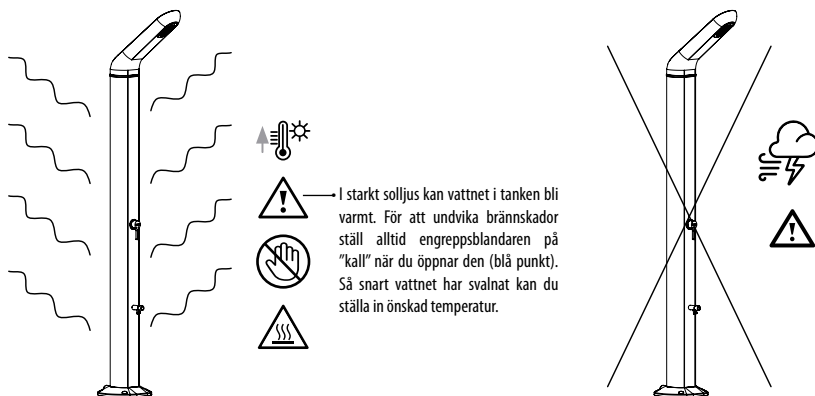 I starkt solljus kan vattnet i tanken bli
varmt. För att undvika brännskador
ställ alltid engreppsblandaren på
”kall” när du öppnar den (blå punkt).
Så snart vattnet har svalnat kan du
ställa in önskad temperatur.